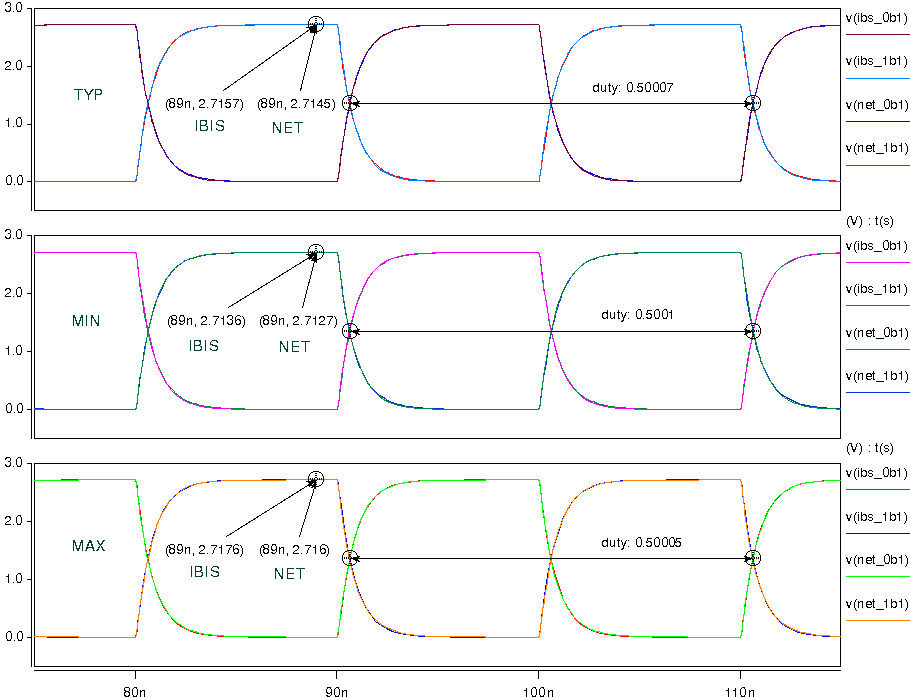 3.0
v(ibs_0b1)
v(ibs_1b1)
2.0
TYP
duty: 0.50007
(89n, 2.7157) (89n, 2.7145)
v(net_0b1)
IBIS NET
1.0
v(net_1b1)
0.0
(V) : t(s)
3.0
v(ibs_0b1)
v(ibs_1b1)
2.0
MIN
(89n, 2.7136) (89n, 2.7127)
duty: 0.5001
v(net_0b1)
IBIS NET
1.0
v(net_1b1)
0.0
(V) : t(s)
3.0
v(ibs_0b1)
v(ibs_1b1)
2.0
MAX
(89n, 2.7176) (89n, 2.716)
duty: 0.50005
v(net_0b1)
IBIS NET
1.0
v(net_1b1)
0.0
80n 90n 100n 110n